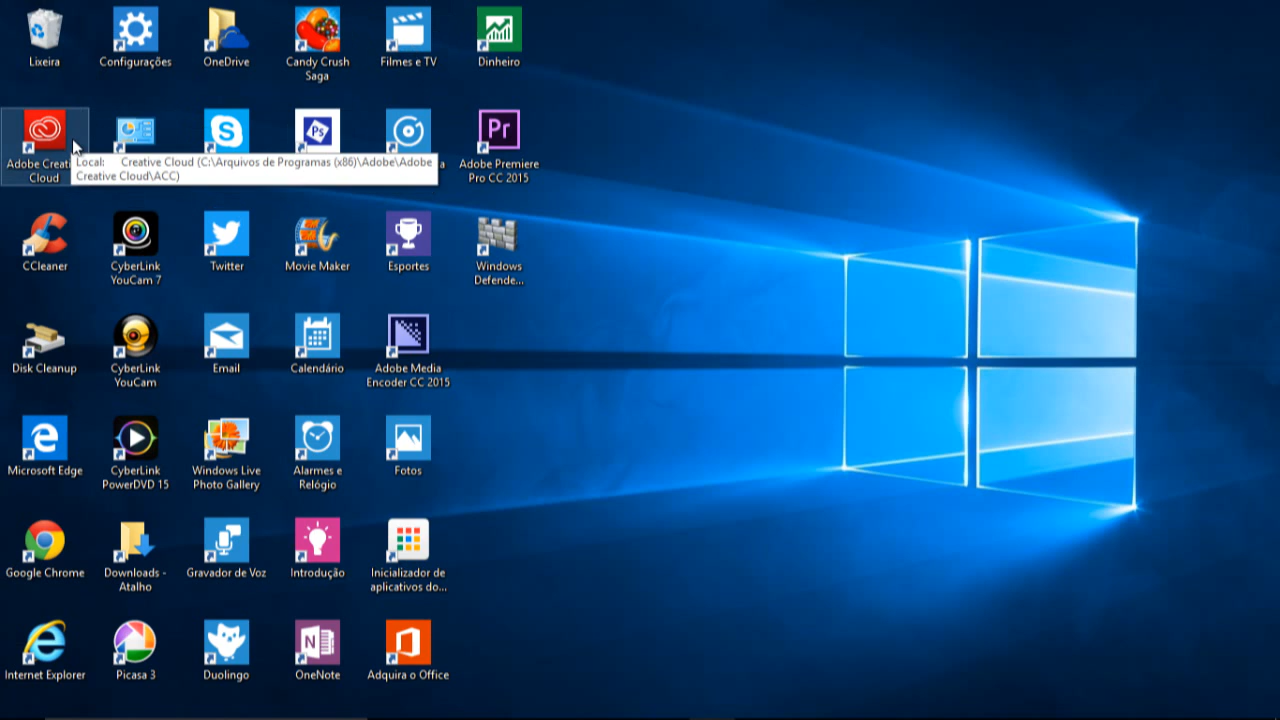 Lixeira
Configurações
OneDrive
Candy Crush
Saga
Filmes e TV
Dinheiro
Adobe Creati
Cloud
Local: Creative Cloud (C:\Arquivos de Programas (x86)\Adobe\Adobe
Creative Cloud\ACC)
S
Ps
a
Pr
Adobe Premiere
Pro CC 2015
CCleaner
CyberLink
YouCam 7
Twitter
Movie Maker
Esportes
Windows
Defende...
Disk Cleanup
CyberLink
YouCam
Email
Calendário
Adobe Media
Encoder CC 2015
Microsoft Edge
CyberLink
PowerDVD 15
Windows Live
Photo Gallery
Alarmes e
Relógio
Fotos
Google Chrome
Downloads -
Atalho
Gravador de Voz
Introdução
Inicializador de
aplicativos do...
Internet Explorer
Picasa 3
Duolingo
N
OneNote
Adquira o Office